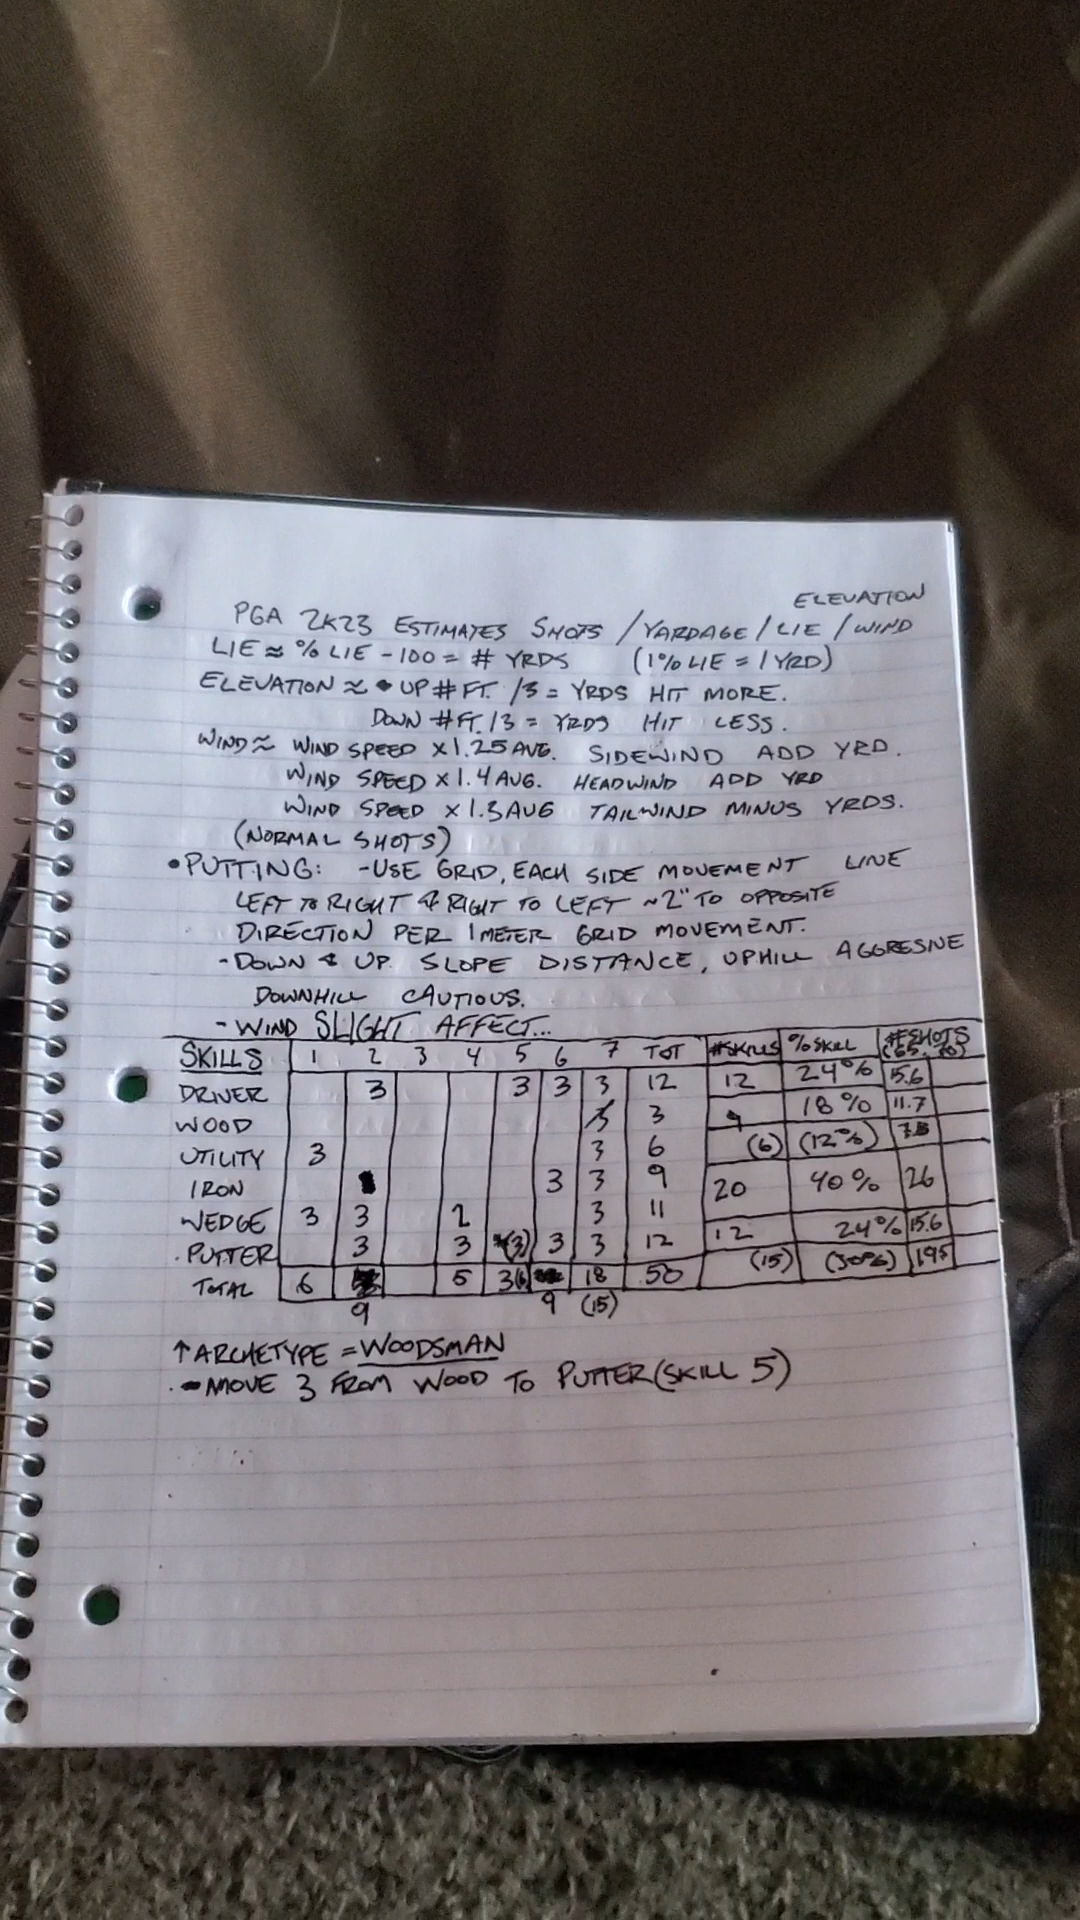 ELEVATION
PGA 2K23 ESTIMATES SHOTS / YARDAGE / LIE / WIND
LIE ≈ % LIE - 100 = # YRDS (1% LIE = 1 YRD)
ELEVATION ≈ UP # FT. /3 = YRDS HIT MORE.
DOWN # FT. /3 = YRDS HIT LESS.
WIND ≈ WIND SPEED X 1.25 AVG. SIDEWIND ADD YRD.
WIND SPEED X 1.4 AVG. HEADWIND ADD YRD
WIND SPEED X 1.3 AVG TAILWIND MINUS YRDS.
(NORMAL SHOTS)
• PUTTING: - USE GRID, EACH SIDE MOVEMENT LINE
LEFT TO RIGHT & RIGHT TO LEFT ~2" TO OPPOSITE
DIRECTION PER 1 METER GRID MOVEMENT.
- DOWN & UP SLOPE DISTANCE, UPHILL AGGRESIVE
DOWNHILL CAUTIOUS.
- WIND SLIGHT AFFECT...
SKILLS 1 2 3 4 5 6 7 TOT #SKILLS % SKILL #SHOTS
DRIVER 3 3 3 3 12 12 24% 5.6
WOOD 3 3 9 18% 11.7
UTILITY 3 3 6 (6) (12%)
IRON 3 3 9 20 40% 26
WEDGE 3 3 2 3 11
PUTTER 3 3 (3) 3 3 12 12 24% 15.6
TOTAL 6 5 3 18 50 (15) (30%) 195
9 9 (15)
↑ ARCHETYPE = WOODSMAN
- MOVE 3 FROM WOOD TO PUTTER (SKILL 5)